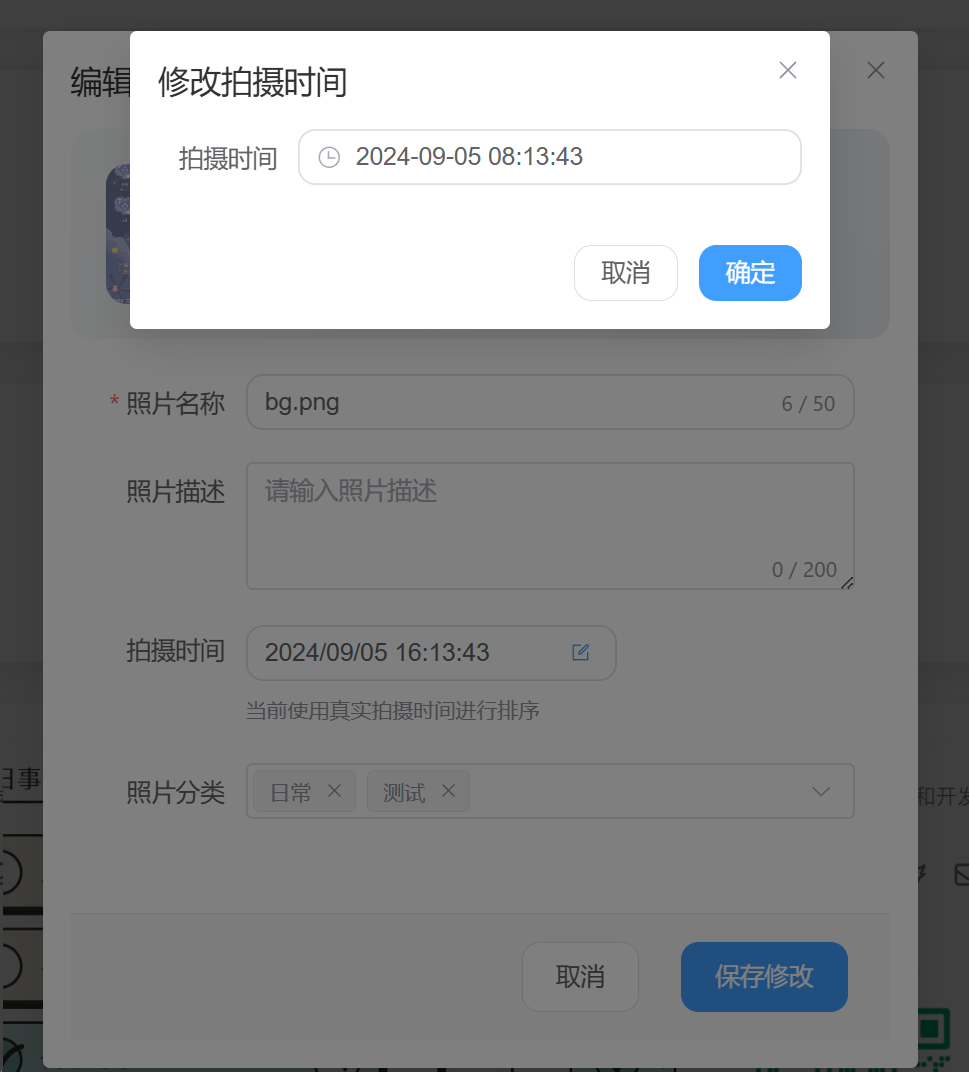 编辑
修改拍摄时间
拍摄时间 2024-09-05 08:13:43
取消 确定
* 照片名称 bg.png 6 / 50
照片描述 请输入照片描述
0 / 200
拍摄时间 2024/09/05 16:13:43
当前使用真实拍摄时间进行排序
照片分类 日常 测试
事
和开发
取消 保存修改